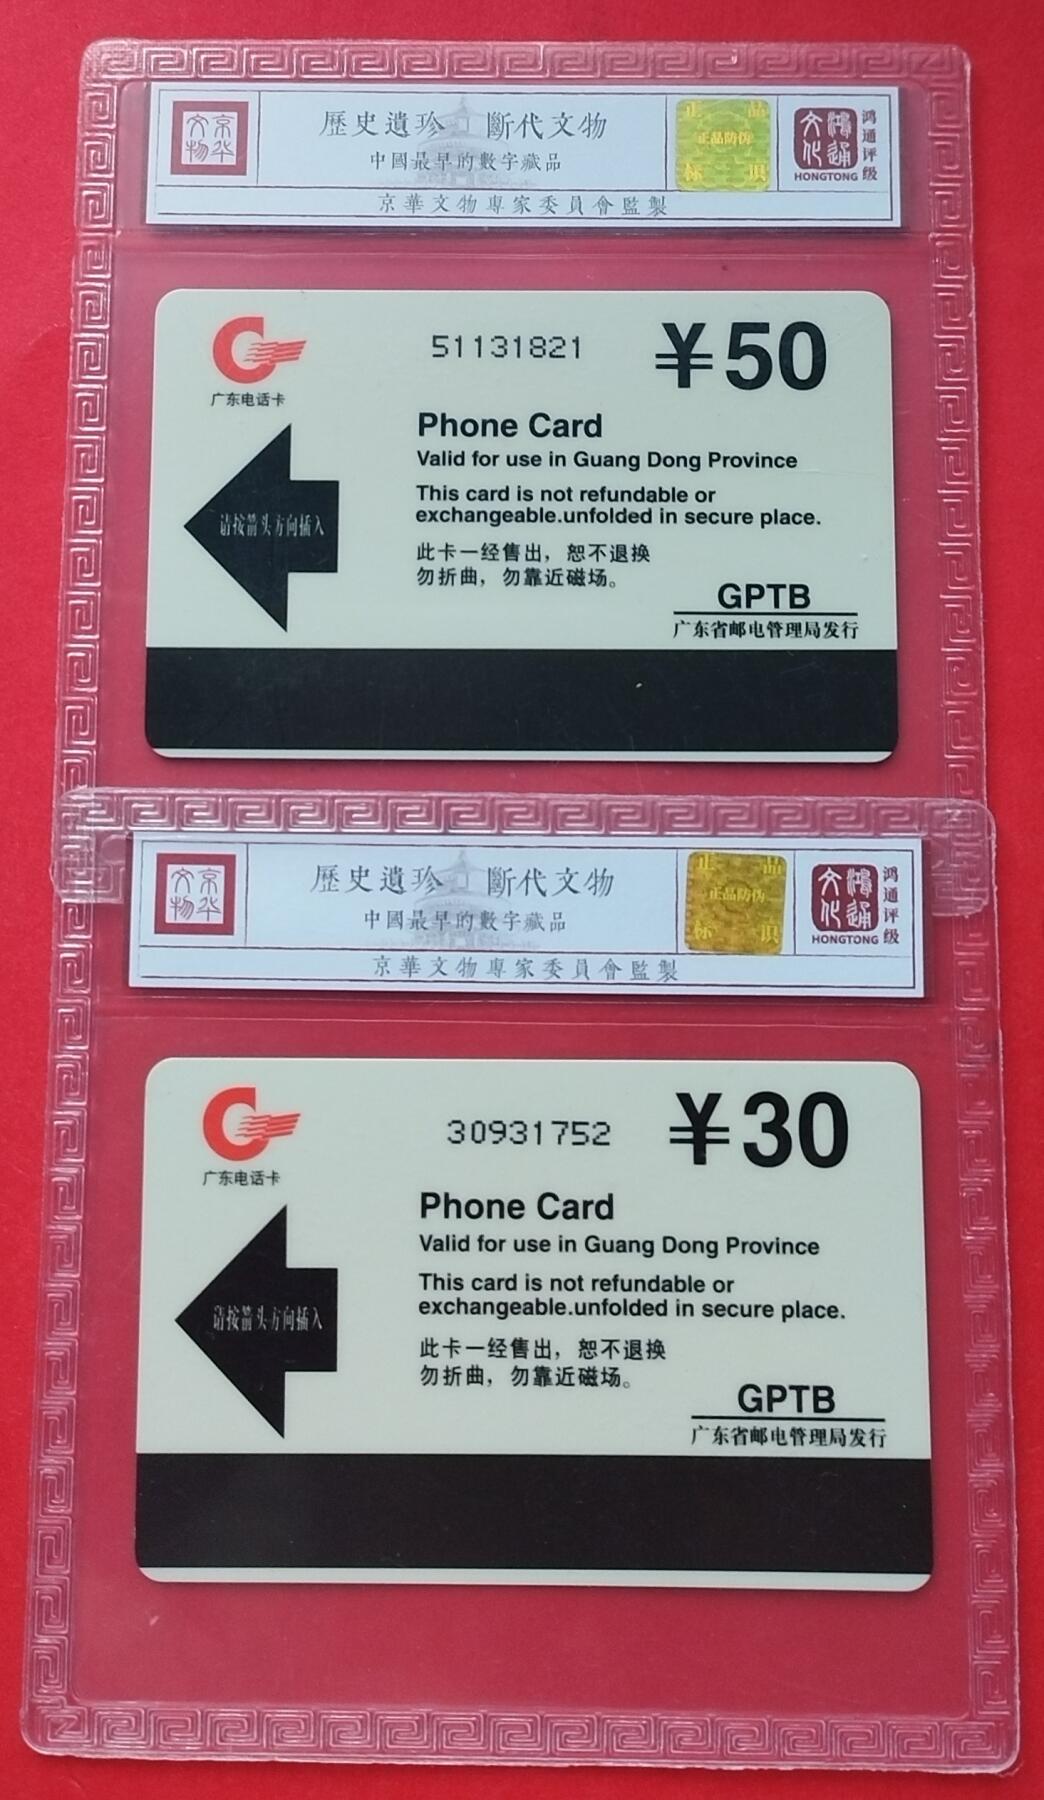 京华文物
歷史遺珍 斷代文物
中國最早的數字藏品
京華文物專家委員會監製
正品
正品防伪
标识
鸿通文化
HONGTONG
鸿通评级
广东电话卡
51131821
¥50
Phone Card
Valid for use in Guang Dong Province
This card is not refundable or
exchangeable.unfolded in secure place.
请按箭头方向插入
此卡一经售出，恕不退换
勿折曲，勿靠近磁场。
GPTB
广东省邮电管理局发行
京华文物
歷史遺珍 斷代文物
中國最早的數字藏品
京華文物專家委員會監製
正品
正品防伪
标识
鸿通文化
HONGTONG
鸿通评级
广东电话卡
30931752
¥30
Phone Card
Valid for use in Guang Dong Province
This card is not refundable or
exchangeable.unfolded in secure place.
请按箭头方向插入
此卡一经售出，恕不退换
勿折曲，勿靠近磁场。
GPTB
广东省邮电管理局发行